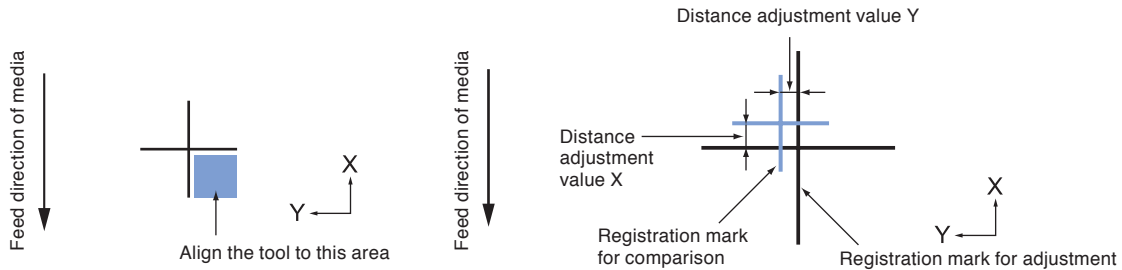 Feed direction of media
X
Y
Align the tool to this area
Feed direction of media
Distance adjustment value Y
Distance
adjustment
value X
Registration mark
for comparison
X
Y
Registration mark for adjustment